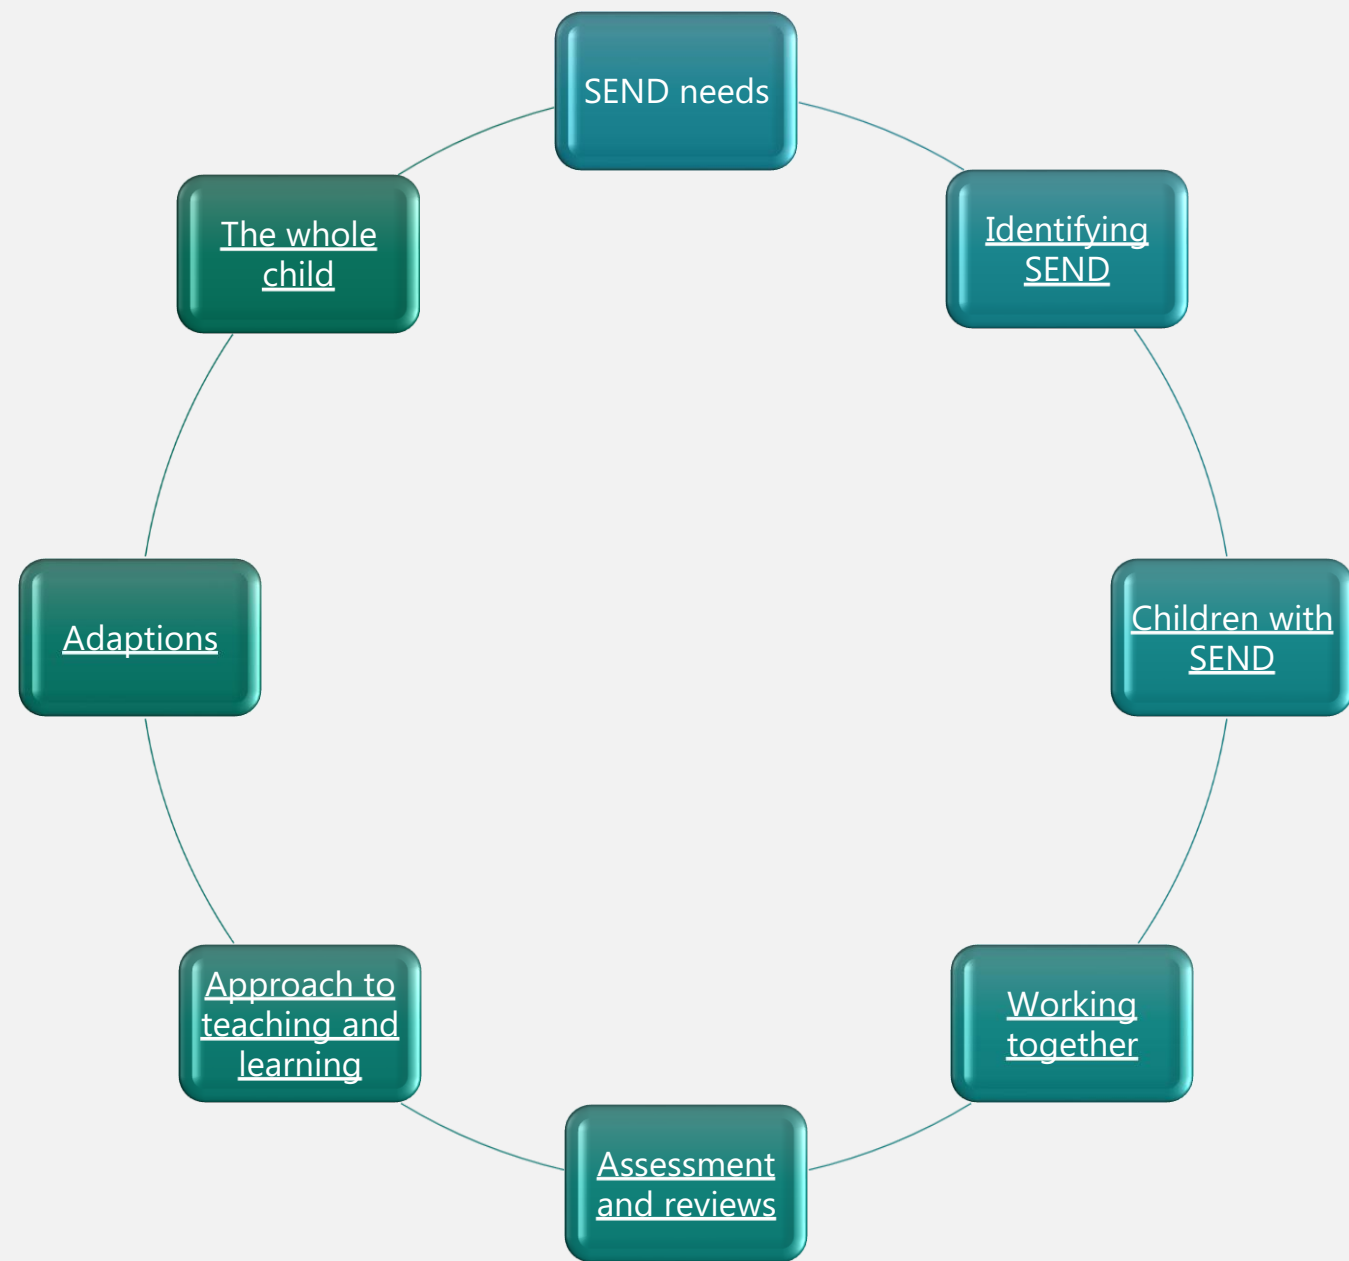 SEND needs
Identifying
SEND
Children with
SEND
Working
together
Assessment
and reviews
Approach to
teaching and
learning
Adaptions
The whole
child